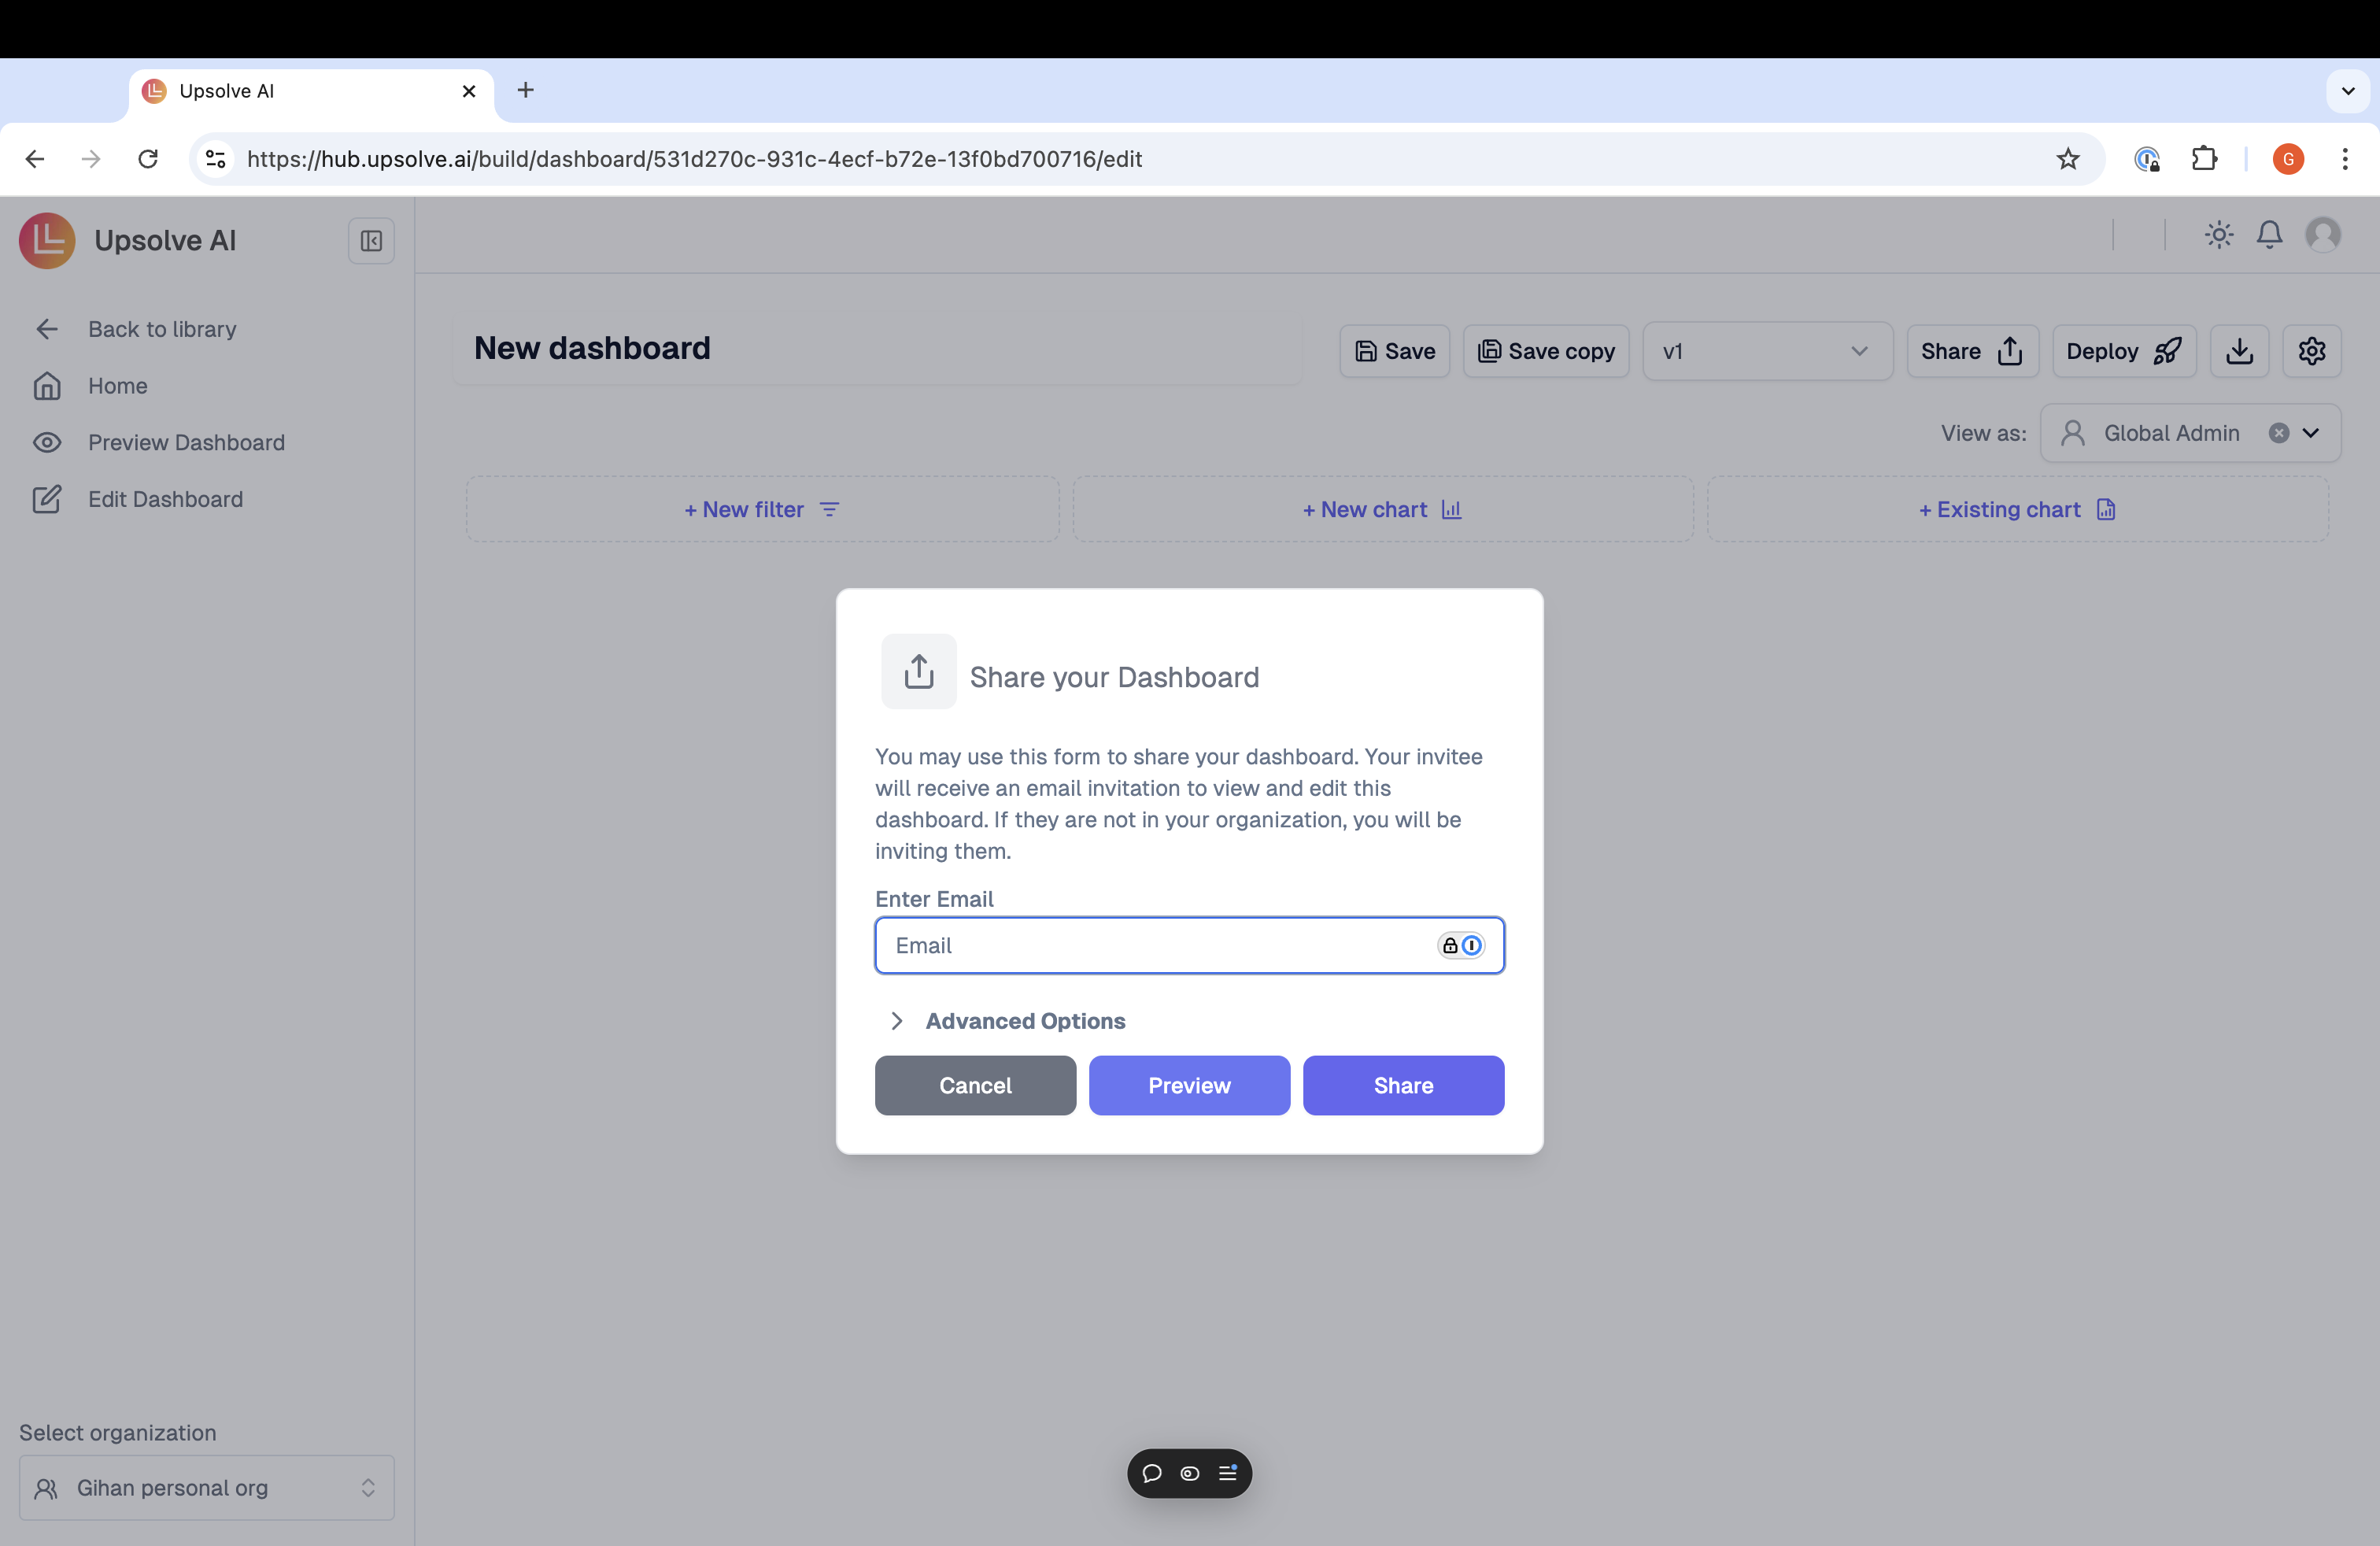 Upsolve AI
https://hub.upsolve.ai/build/dashboard/531d270c-931c-4ecf-b72e-13f0bd700716/edit
G
Upsolve AI
Back to library
Home
Preview Dashboard
Edit Dashboard
New dashboard
Save
Save copy
v1
Share
Deploy
View as:
Global Admin
+ New filter
+ New chart
+ Existing chart
Share your Dashboard
You may use this form to share your dashboard. Your invitee
will receive an email invitation to view and edit this
dashboard. If they are not in your organization, you will be
inviting them.
Enter Email
Email
Advanced Options
Cancel
Preview
Share
Select organization
Gihan personal org